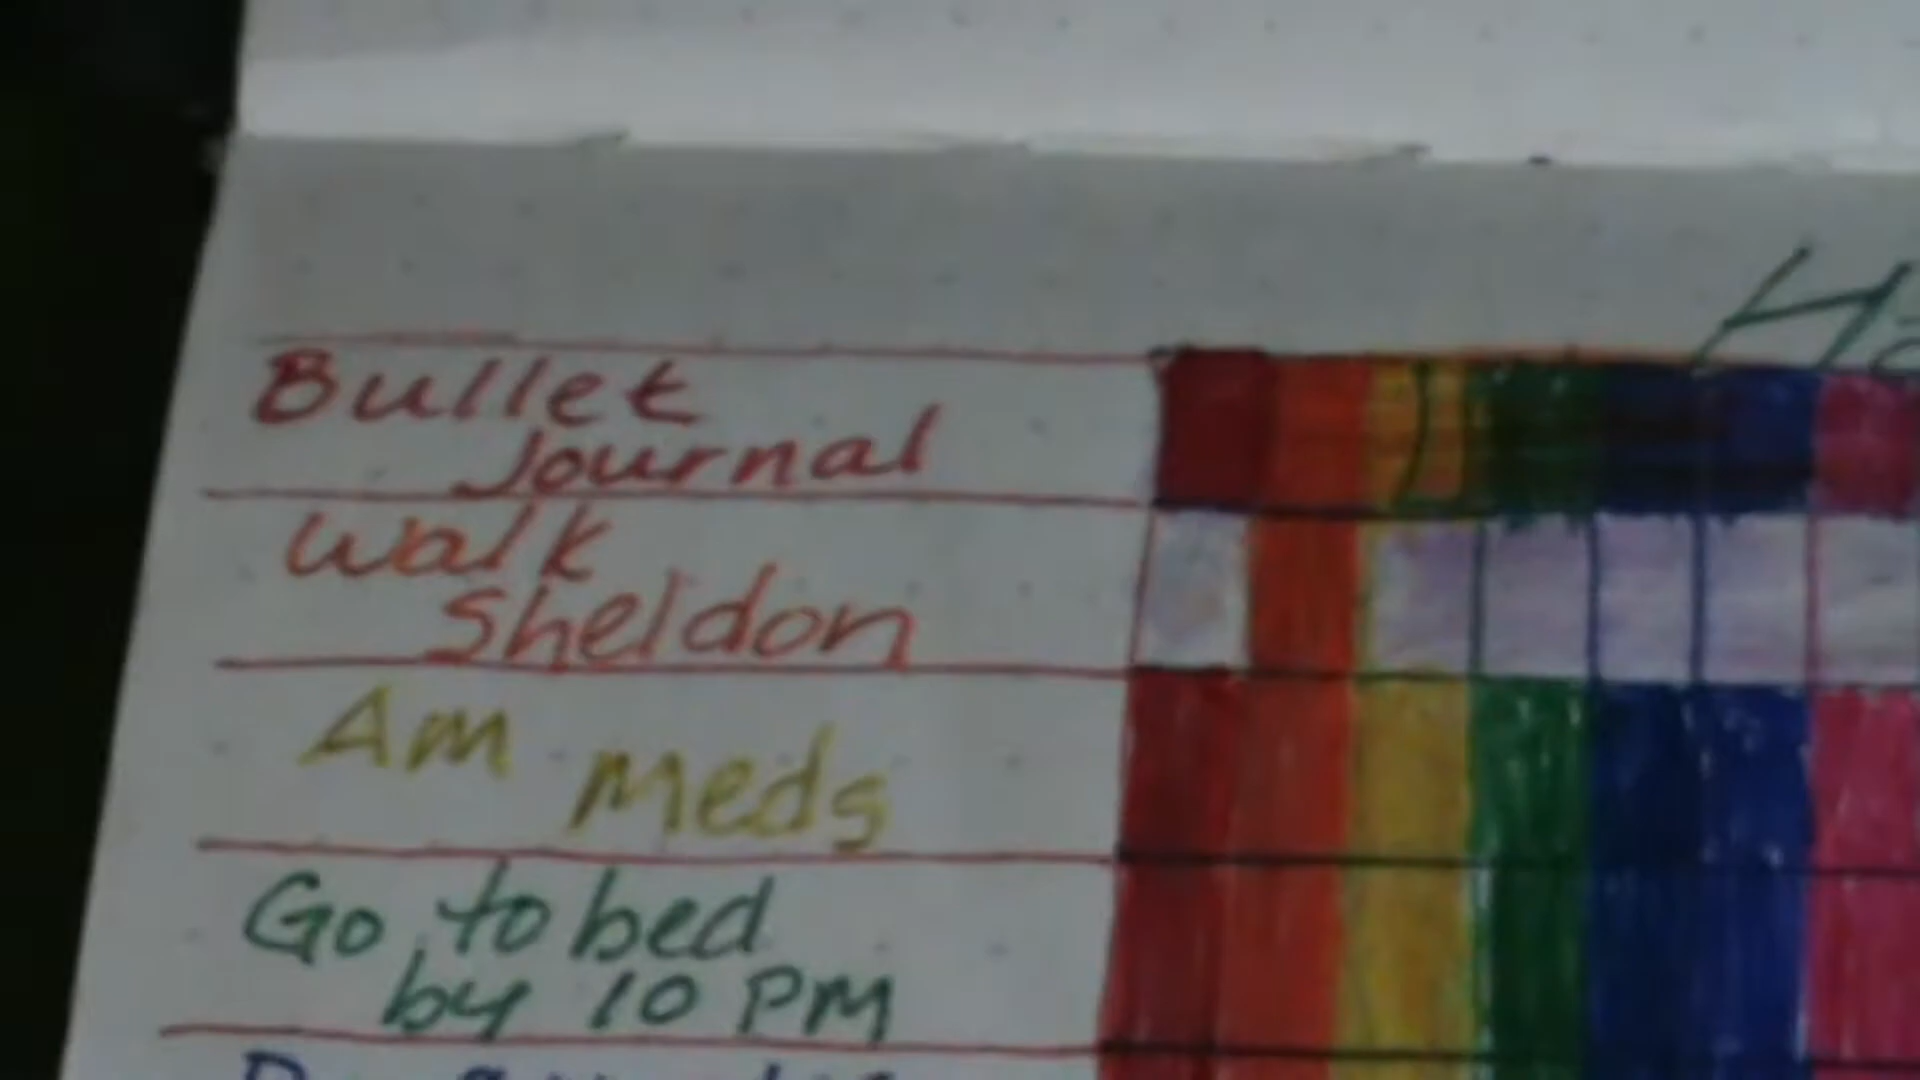 Bullet
Journal
Walk
Sheldon
Am Meds
Go to bed
by 10 PM